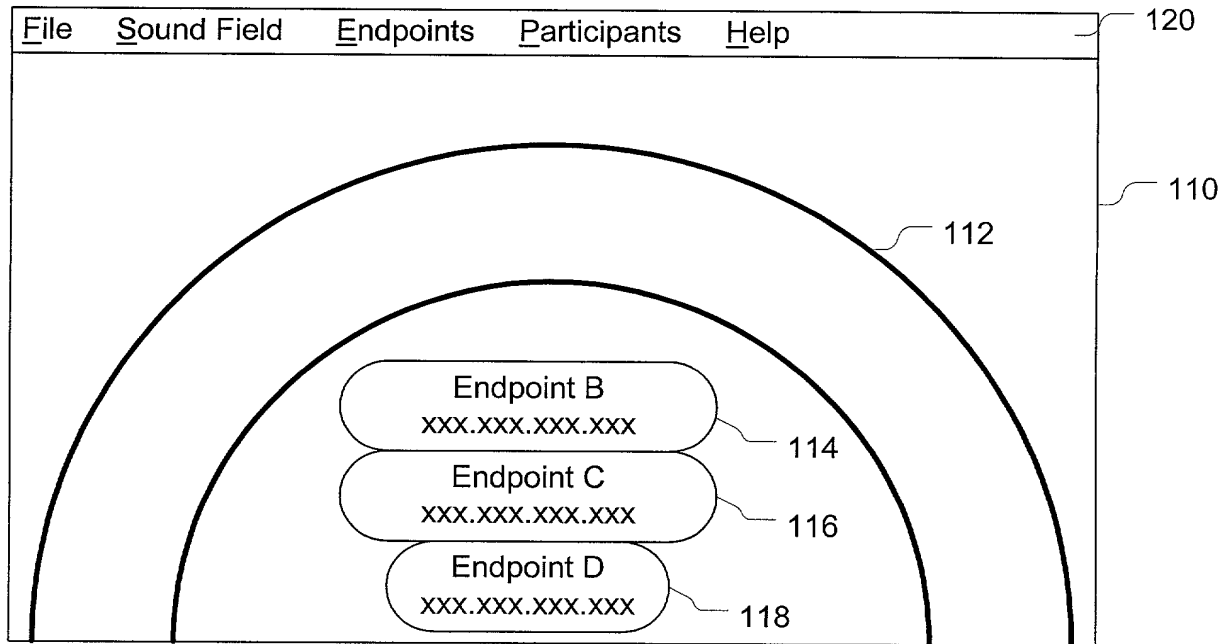 File Sound Field Endpoints Participants Help
120
110
112
Endpoint B
xxx.xxx.xxx.xxx
114
Endpoint C
xxx.xxx.xxx.xxx
116
Endpoint D
xxx.xxx.xxx.xxx
118